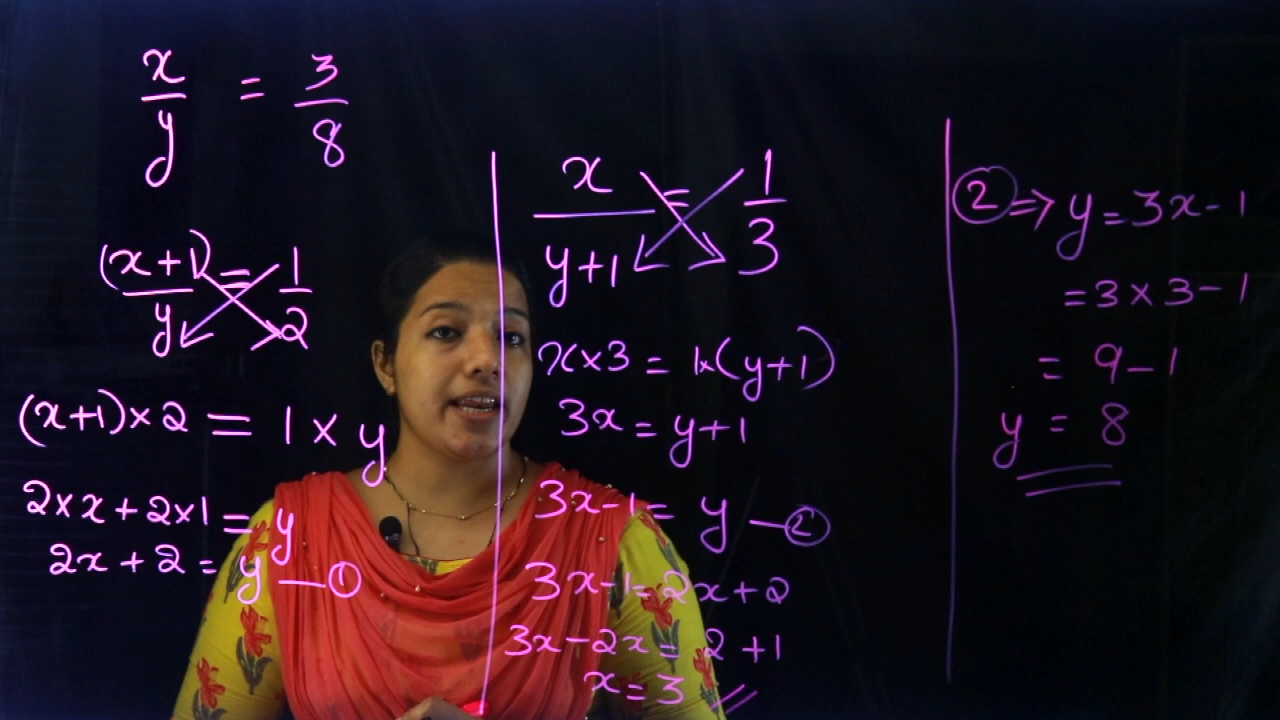 x/y = 3/8
(x+1)/y = 1/2
(x+1)×2 = 1×y
2×x+2×1 = y
2x+2 = y —①
x/y+1 = 1/3
x×3 = 1×(y+1)
3x = y+1
3x-1 = y —②
3x-1 = 2x+2
3x-2x = 2+1
x = 3
② ⇒ y = 3x-1
= 3×3-1
= 9-1
y = 8